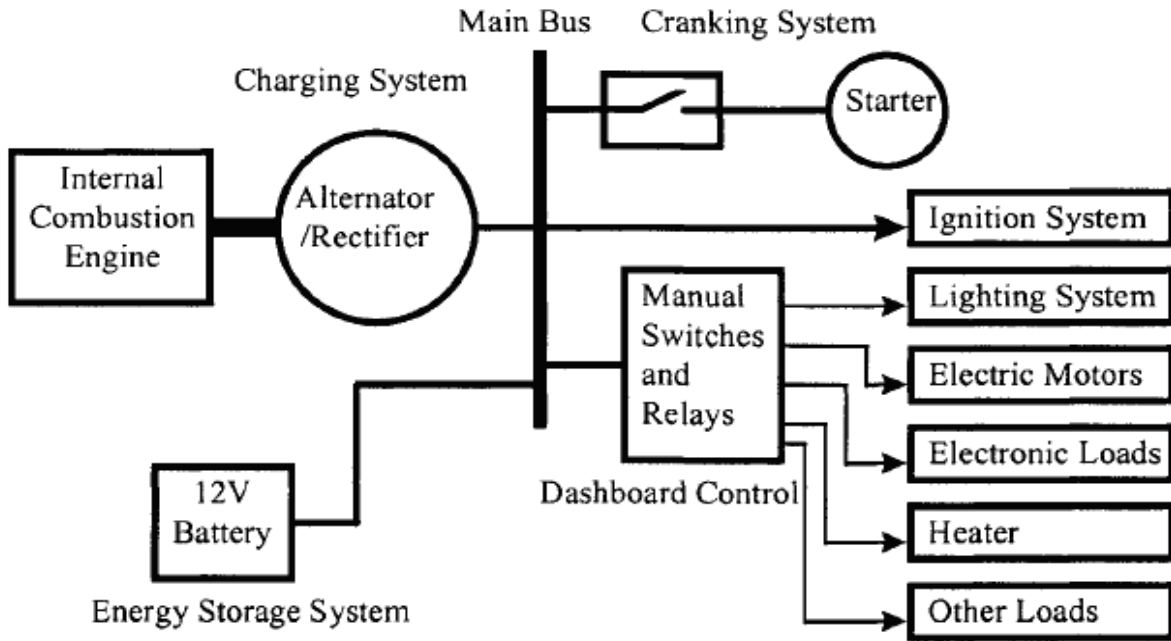 Main Bus
Cranking System
Charging System
Starter
Internal
Combustion
Engine
Alternator
/Rectifier
Ignition System
Manual
Switches
and
Relays
Lighting System
Electric Motors
Electronic Loads
12V
Battery
Dashboard Control
Heater
Energy Storage System
Other Loads